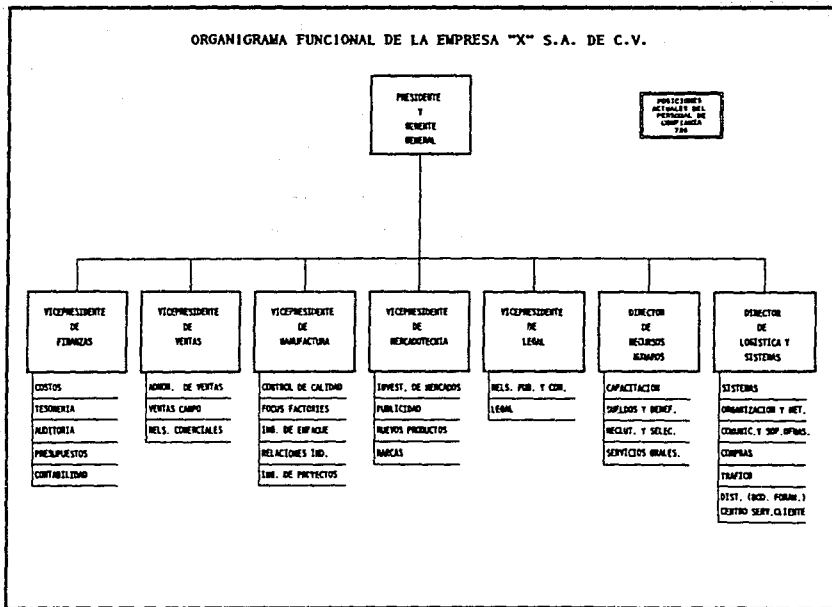 ORGANIGRAMA FUNCIONAL DE LA EMPRESA "X" S.A. DE C.V.
PRESIDENTE
Y
GERENTE
GENERAL
POSICIONES
ACTUALES DEL
PERSONAL DE
CONFIANZA
VICEPRESIDENTE
DE
FINANZAS
COSTOS
TESORERIA
AUDITORIA
PRESUPUESTOS
CONTABILIDAD
VICEPRESIDENTE
DE
VENTAS
ADMON. DE VENTAS
VENTAS CAMPO
RELS. COMERCIALES
VICEPRESIDENTE
DE
MANUFACTURA
CONTROL DE CALIDAD
FOCUS FACTORIES
ING. DE EMPAQUE
RELACIONES IND.
ING. DE PROYECTOS
VICEPRESIDENTE
DE
MERCADOTECNIA
INVEST. DE MERCADOS
PUBLICIDAD
NUEVOS PRODUCTOS
MARCAS
VICEPRESIDENTE
DE
LEGAL
RELS. PUB. Y COM.
LEGAL
DIRECTOR
DE
RECURSOS
HUMANOS
CAPACITACION
SUELDOS Y BENEF.
RECLUT. Y SELEC.
SERVICIOS GRALES.
DIRECTOR
DE
LOGISTICA Y
SISTEMAS
SISTEMAS
ORGANIZACION Y MET.
COMUNIC.Y SOP.OFNAS.
COMPRAS
TRAFICO
DIST. (BOD. FORAN.)
CENTRO SERV.CLIENTE